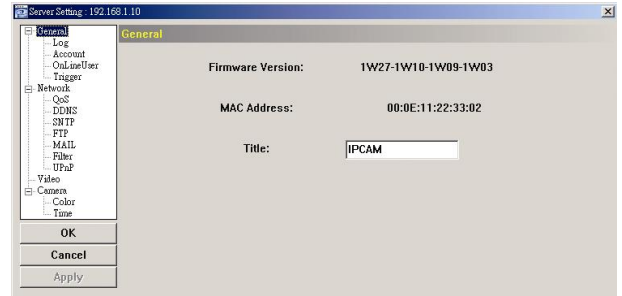 Server Setting : 192.168.1.10
General
Log
Account
OnLineUser
Trigger
Network
QoS
DDNS
SNTP
FTP
MAIL
Filter
UPnP
Video
Camera
Color
Time
OK
Cancel
Apply
General
Firmware Version: 1W27-1W10-1W09-1W03
MAC Address: 00:0E:11:22:33:02
Title: IPCAM